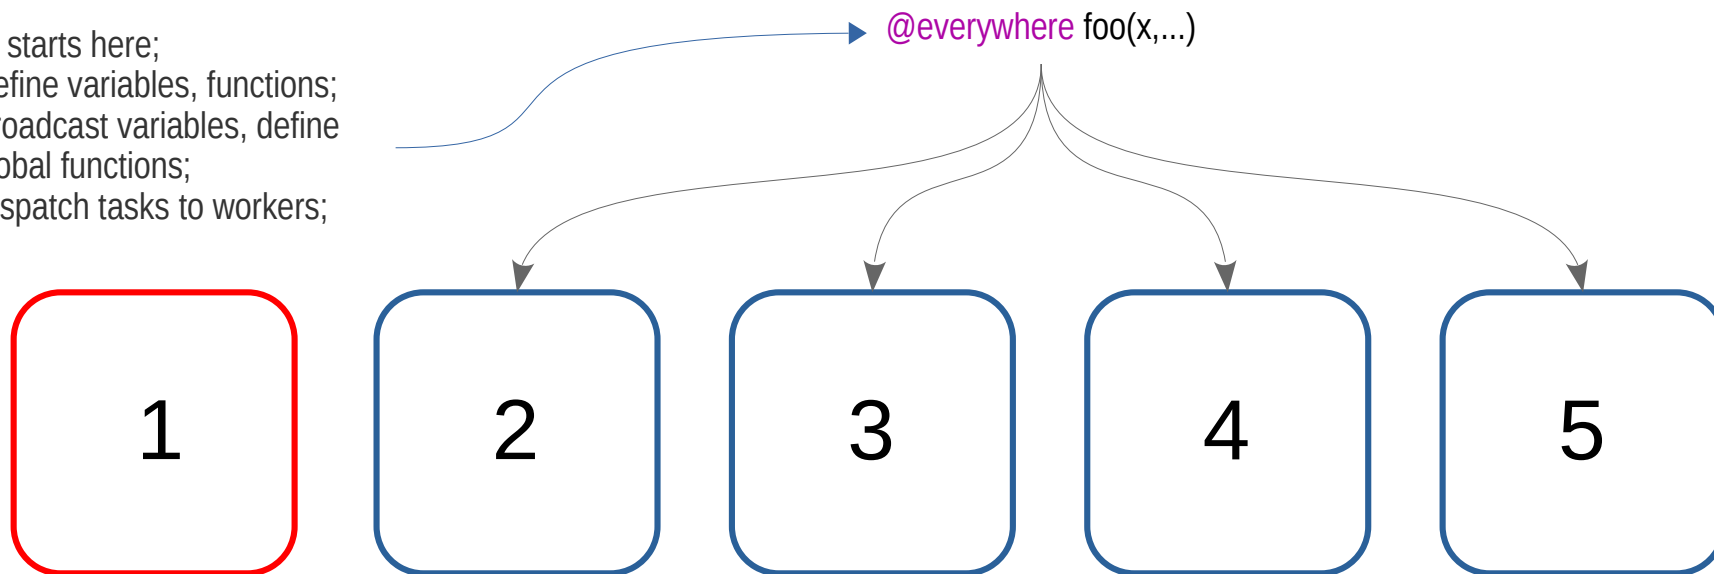 starts here;
efine variables, functions;
roadcast variables, define
obal functions;
spatch tasks to workers;
@everywhere foo(x,...)
1
2
3
4
5